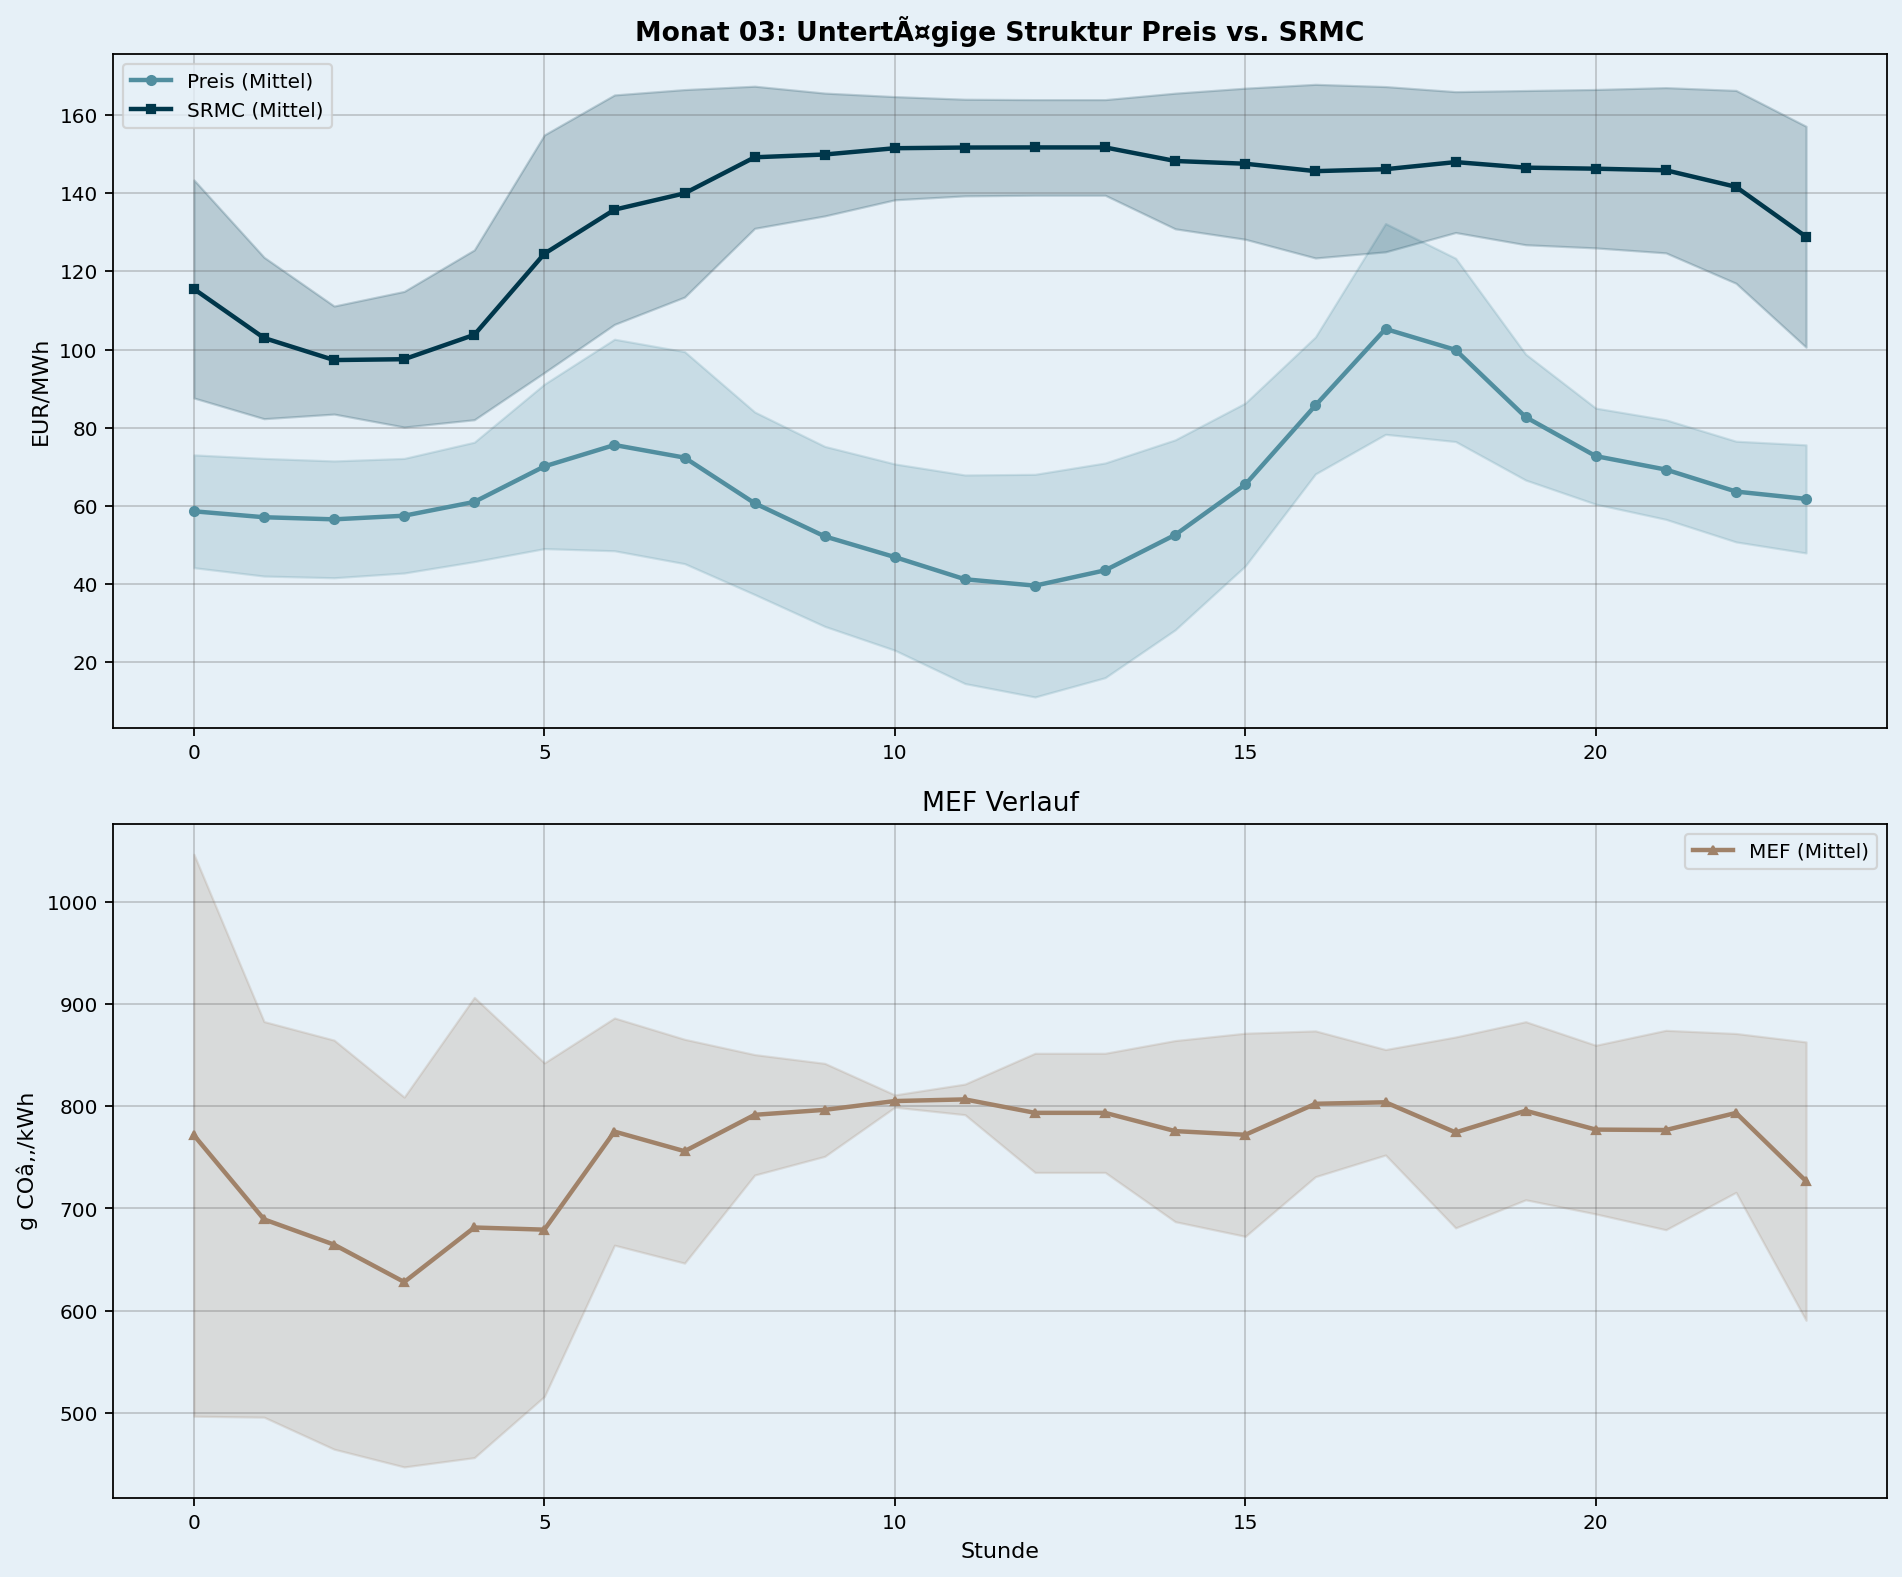 Monat 03: UntertÃ¤gige Struktur Preis vs. SRMC
Preis (Mittel)
SRMC (Mittel)
EUR/MWh
160
140
120
100
80
60
40
20
0 5 10 15 20
MEF Verlauf
MEF (Mittel)
g COâ‚‚/kWh
1000
900
800
700
600
500
0 5 10 15 20
Stunde